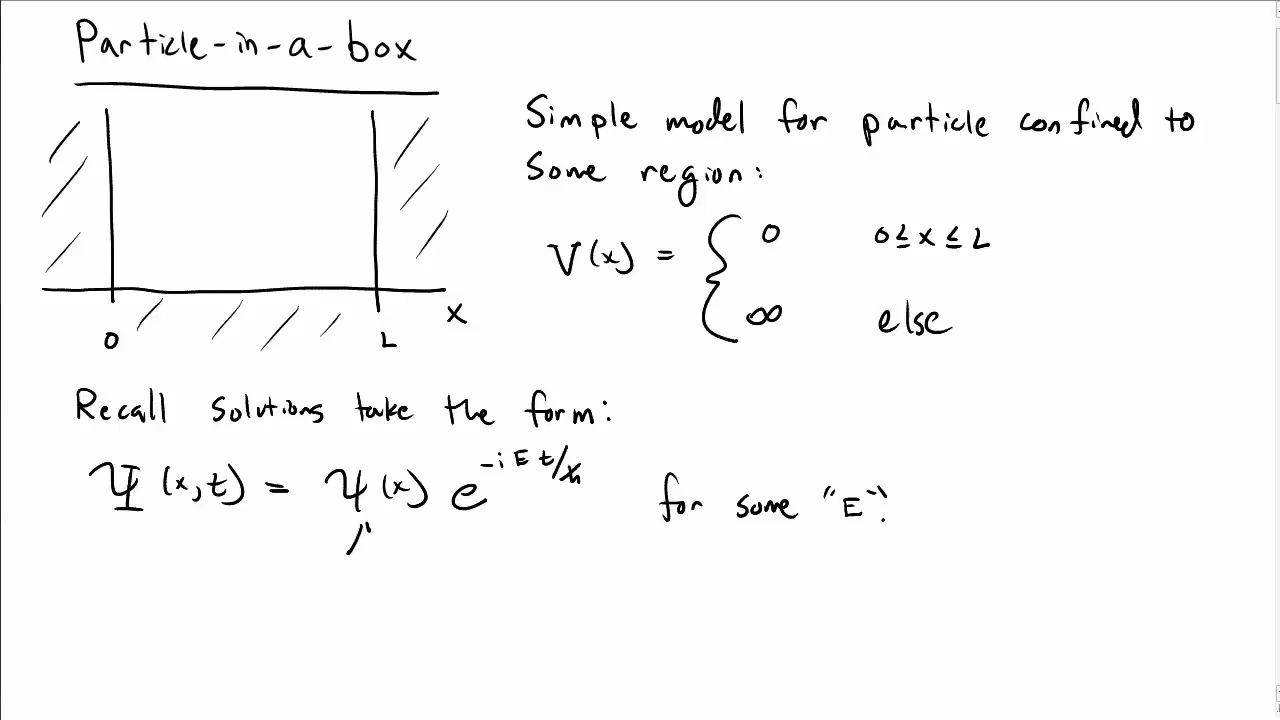 Particle-in-a-box
Simple model for particle confined to
some region:
V(x) = { 0 0≤x≤L
∞ else
0 L x
Recall solutions take the form:
Ψ(x,t) = ψ(x) e^{-iEt/ħ} for some "E".